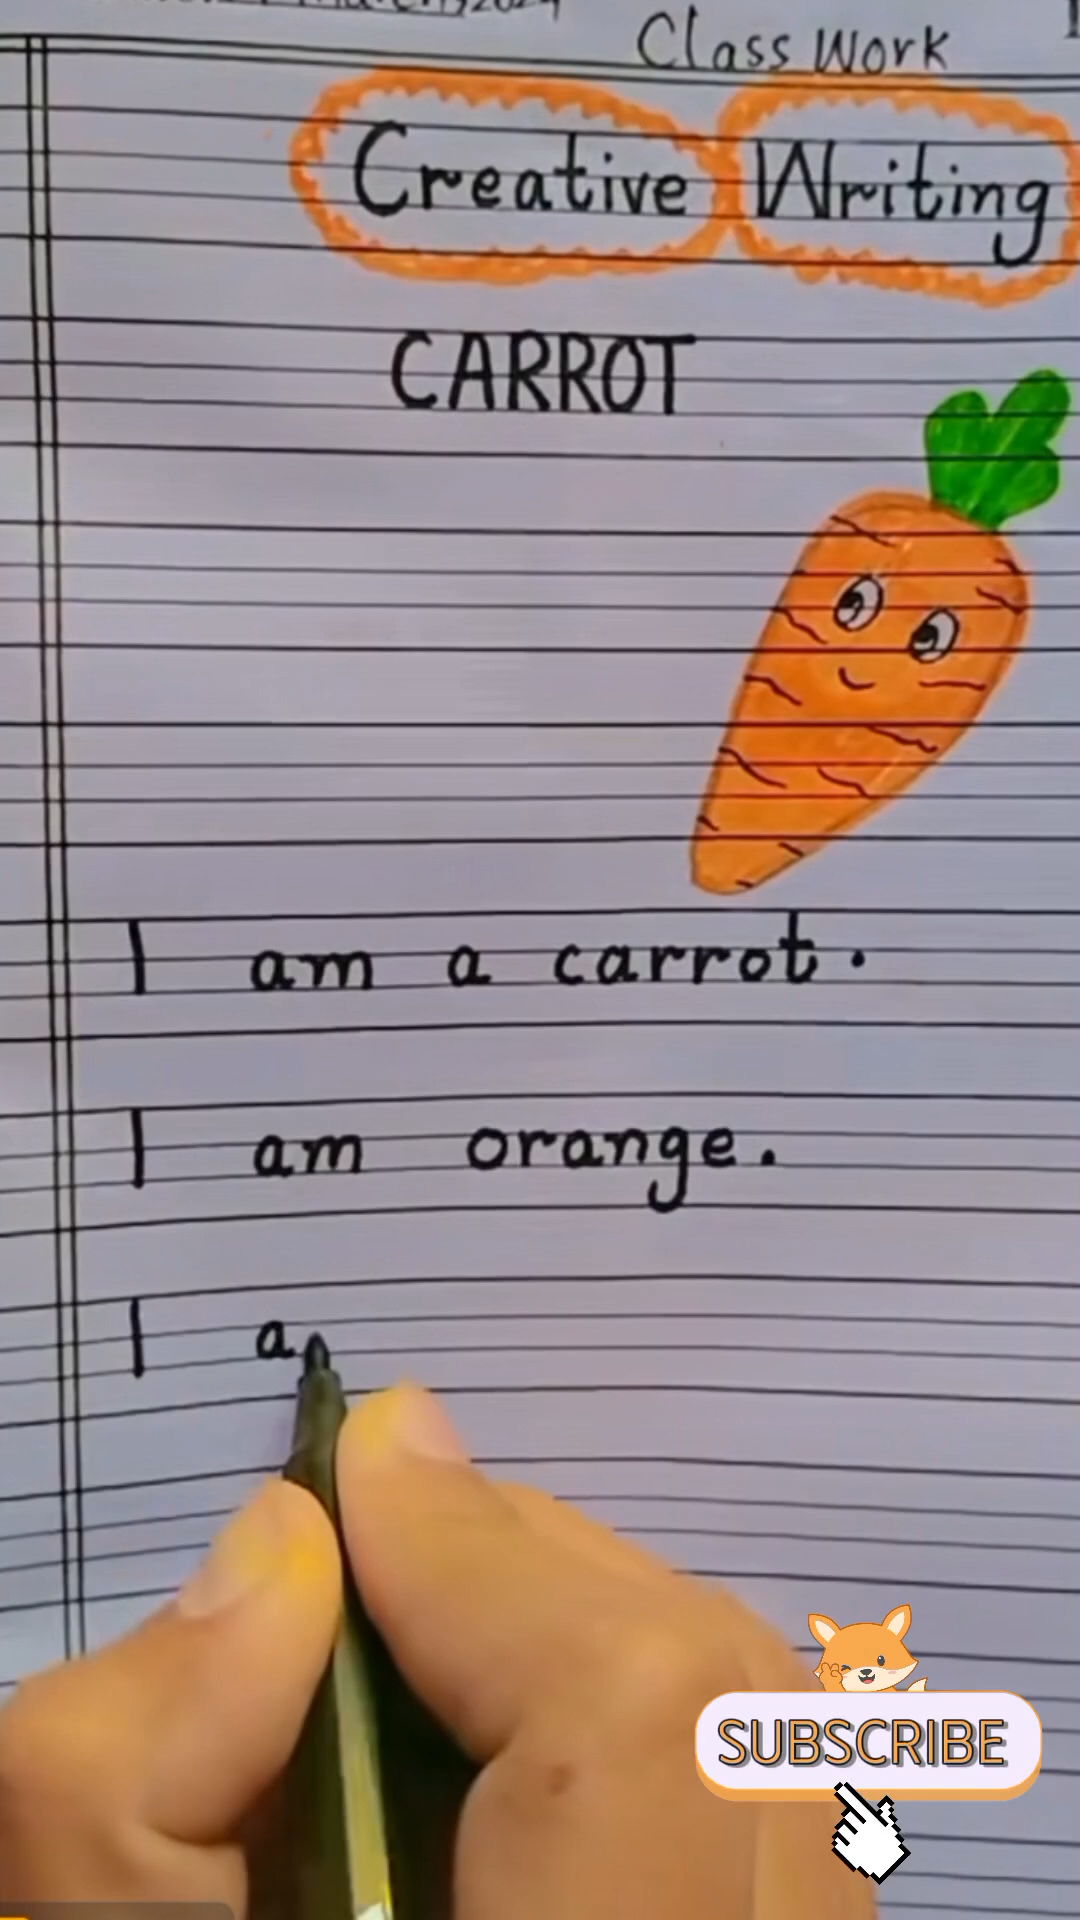 Class Work
Creative Writing
CARROT
I am a carrot.
I am orange.
I a
SUBSCRIBE